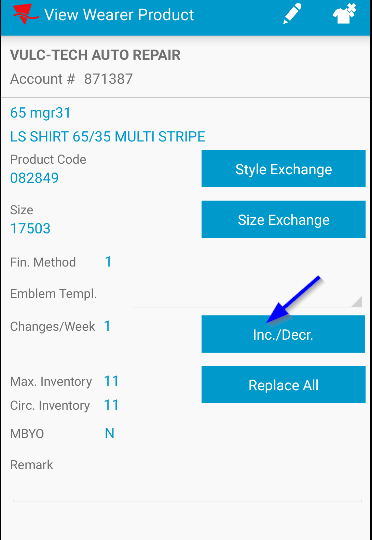 View Wearer Product
VULC-TECH AUTO REPAIR
Account # 871387
65 mgr31
LS SHIRT 65/35 MULTI STRIPE
Product Code
082849
Style Exchange
Size
17503
Size Exchange
Fin. Method 1
Emblem Templ.
Changes/Week 1
Inc./Decr.
Max. Inventory 11
Replace All
Circ. Inventory 11
MBYO N
Remark